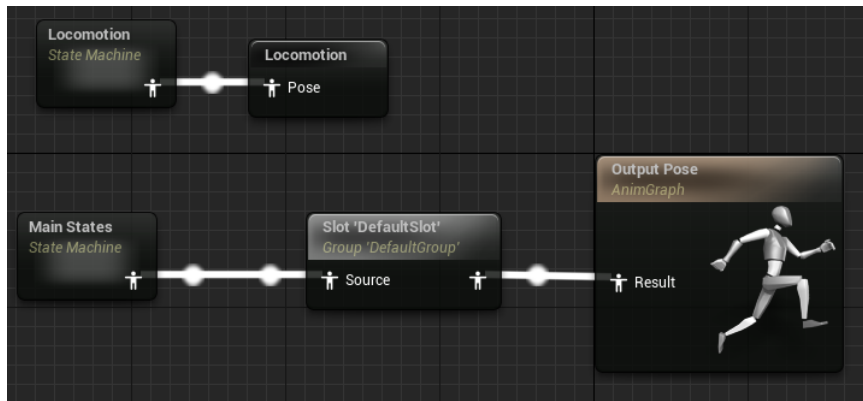 Locomotion
State Machine
Locomotion
Pose
Main States
State Machine
Slot 'DefaultSlot'
Group 'DefaultGroup'
Source
Output Pose
AnimGraph
Result